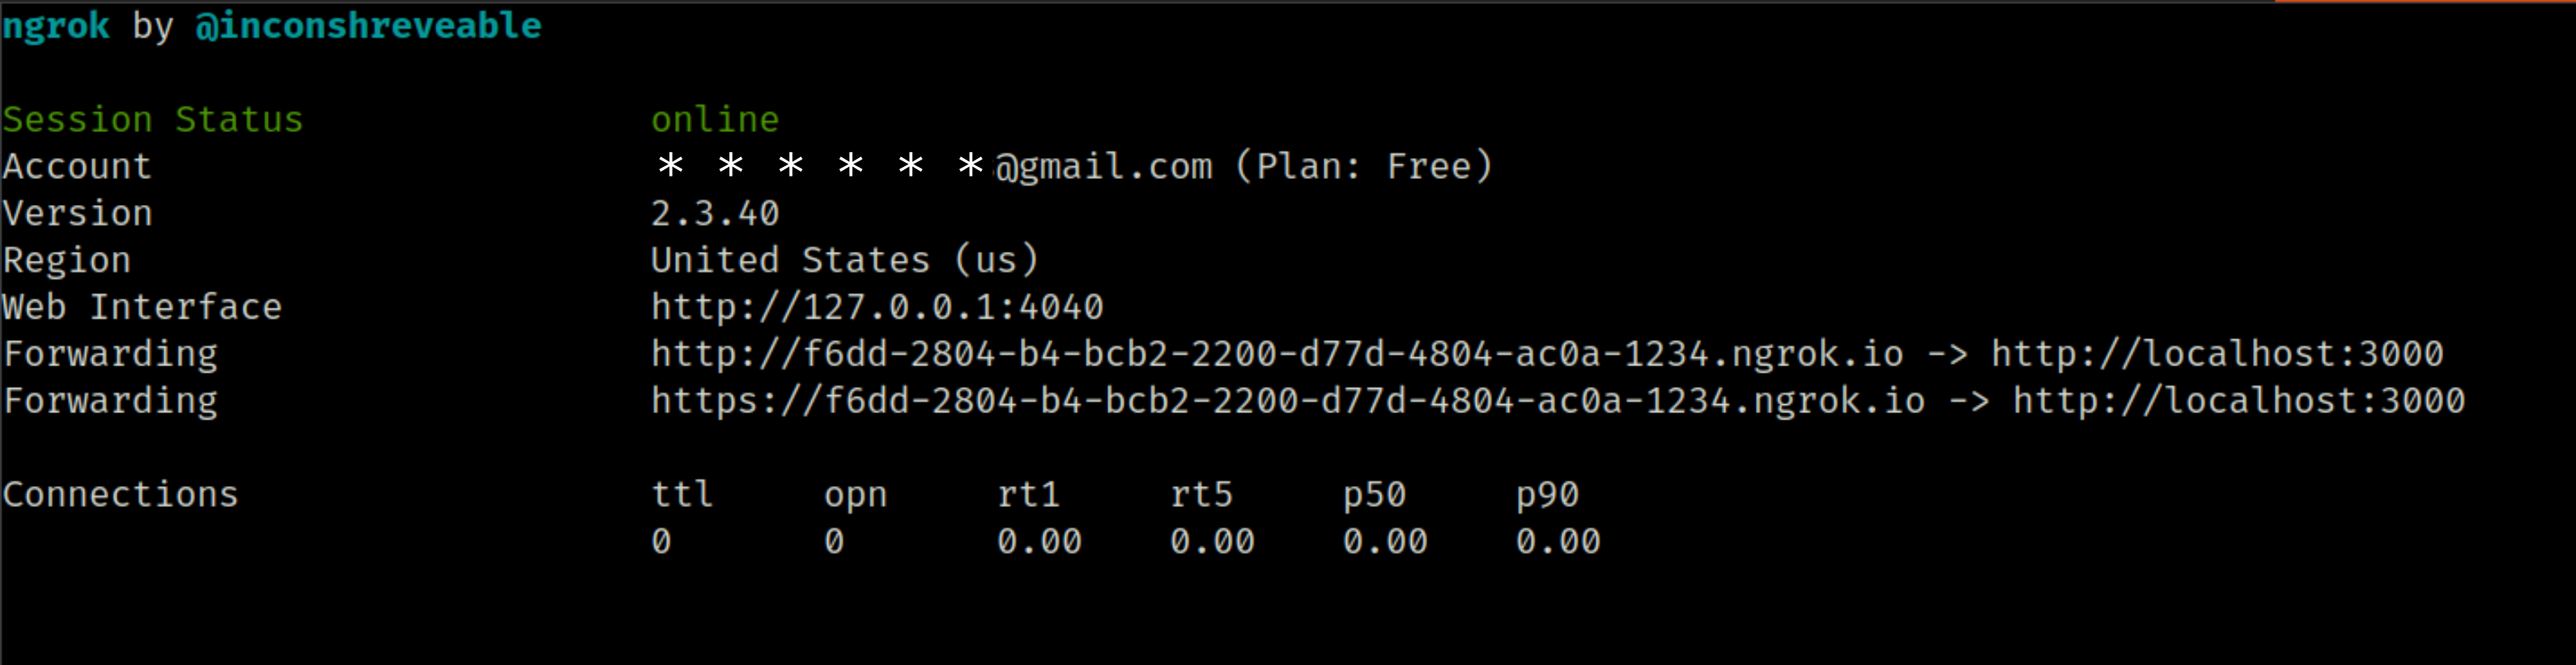 ngrok by @inconshreveable
Session Status online
Account * * * * * *@gmail.com (Plan: Free)
Version 2.3.40
Region United States (us)
Web Interface http://127.0.0.1:4040
Forwarding http://f6dd-2804-b4-bcb2-2200-d77d-4804-ac0a-1234.ngrok.io -> http://localhost:3000
Forwarding https://f6dd-2804-b4-bcb2-2200-d77d-4804-ac0a-1234.ngrok.io -> http://localhost:3000
Connections ttl opn rt1 rt5 p50 p90
0 0 0.00 0.00 0.00 0.00